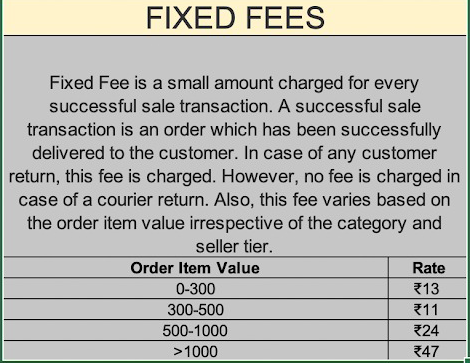 FIXED FEES
Fixed Fee is a small amount charged for every
successful sale transaction. A successful sale
transaction is an order which has been successfully
delivered to the customer. In case of any customer
return, this fee is charged. However, no fee is charged in
case of a courier return. Also, this fee varies based on
the order item value irrespective of the category and
seller tier.
Order Item Value Rate
0-300 ₹13
300-500 ₹11
500-1000 ₹24
>1000 ₹47